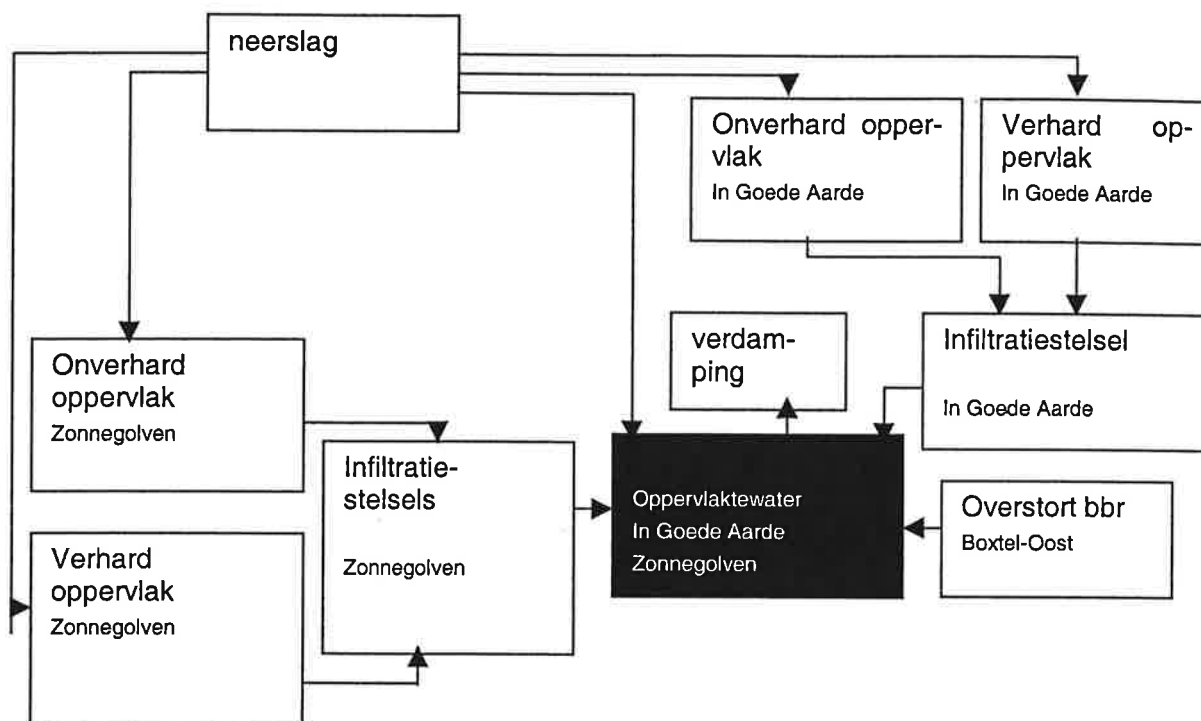 neerslag
Onverhard opper-
vlak
In Goede Aarde
Verhard op-
pervlak
In Goede Aarde
verdam-
ping
Infiltratiestelsel
In Goede Aarde
Onverhard
oppervlak
Zonnegolven
Infiltratie-
stelsels
Zonnegolven
Oppervlaktewater
In Goede Aarde
Zonnegolven
Overstort bbr
Boxtel-Oost
Verhard
oppervlak
Zonnegolven